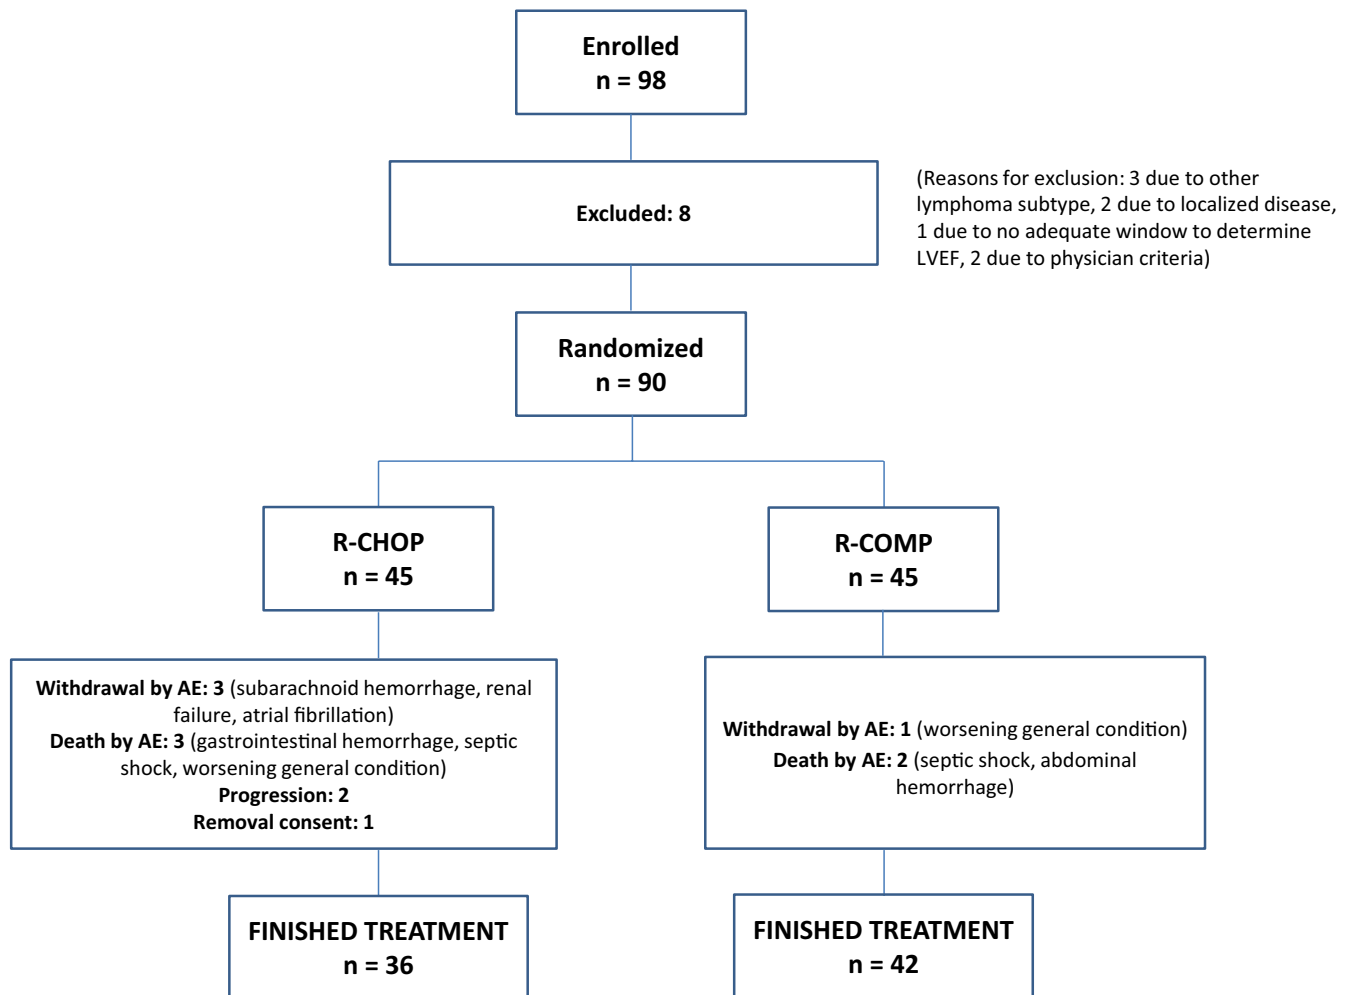 Enrolled
n = 98
Excluded: 8
(Reasons for exclusion: 3 due to other
lymphoma subtype, 2 due to localized disease,
1 due to no adequate window to determine
LVEF, 2 due to physician criteria)
Randomized
n = 90
R-CHOP
n = 45
R-COMP
n = 45
Withdrawal by AE: 3 (subarachnoid hemorrhage, renal
failure, atrial fibrillation)
Death by AE: 3 (gastrointestinal hemorrhage, septic
shock, worsening general condition)
Progression: 2
Removal consent: 1
Withdrawal by AE: 1 (worsening general condition)
Death by AE: 2 (septic shock, abdominal
hemorrhage)
FINISHED TREATMENT
n = 36
FINISHED TREATMENT
n = 42